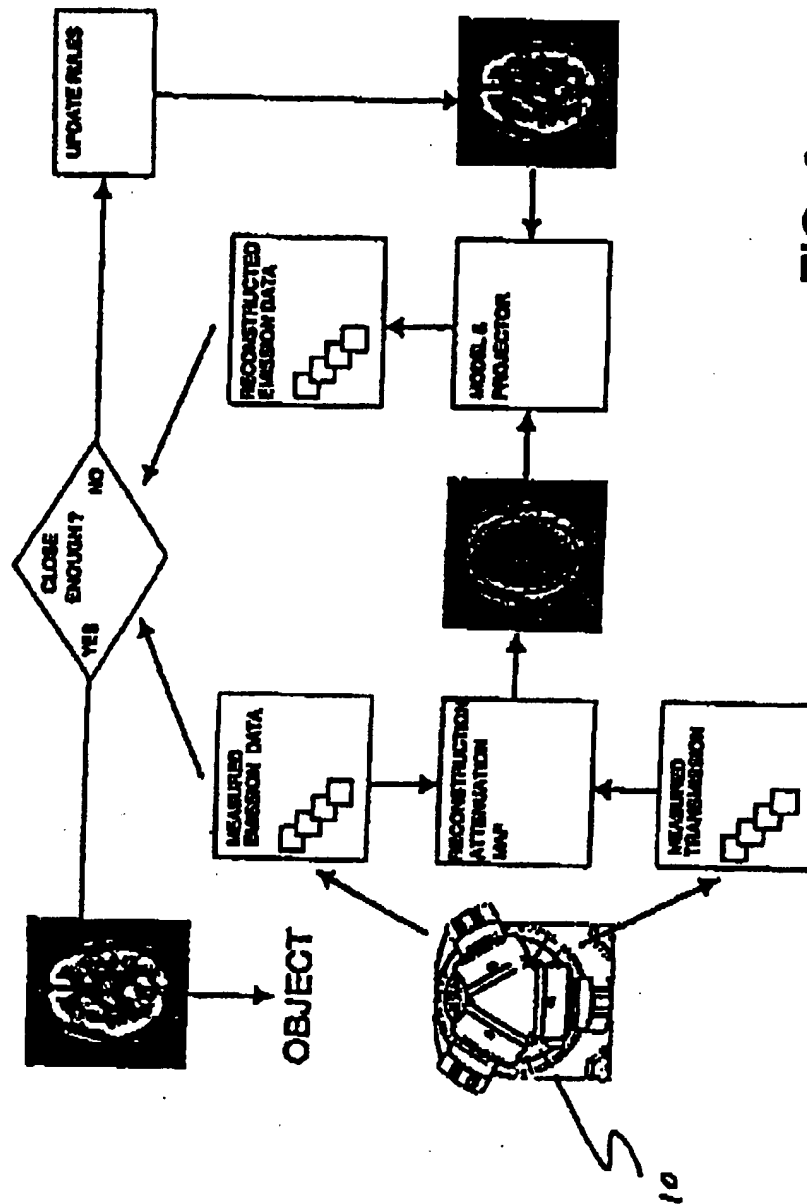 CLOSE
ENOUGH?
YES
NO
UPDATE RULES
MEASURED
EMISSION DATA
RECONSTRUCTED
EMISSION DATA
OBJECT
RECONSTRUCTION
ATTENUATION
MAP
MODEL &
PROJECTOR
MEASURED
TRANSMISSION
10